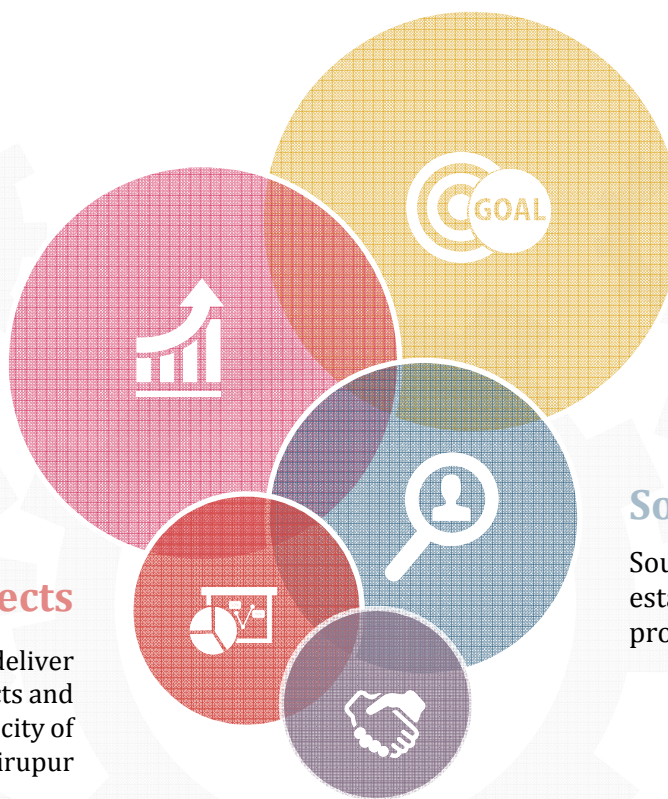 GOAL
So
Sou
esta
pro
ects
deliver
cts and
city of
irupur